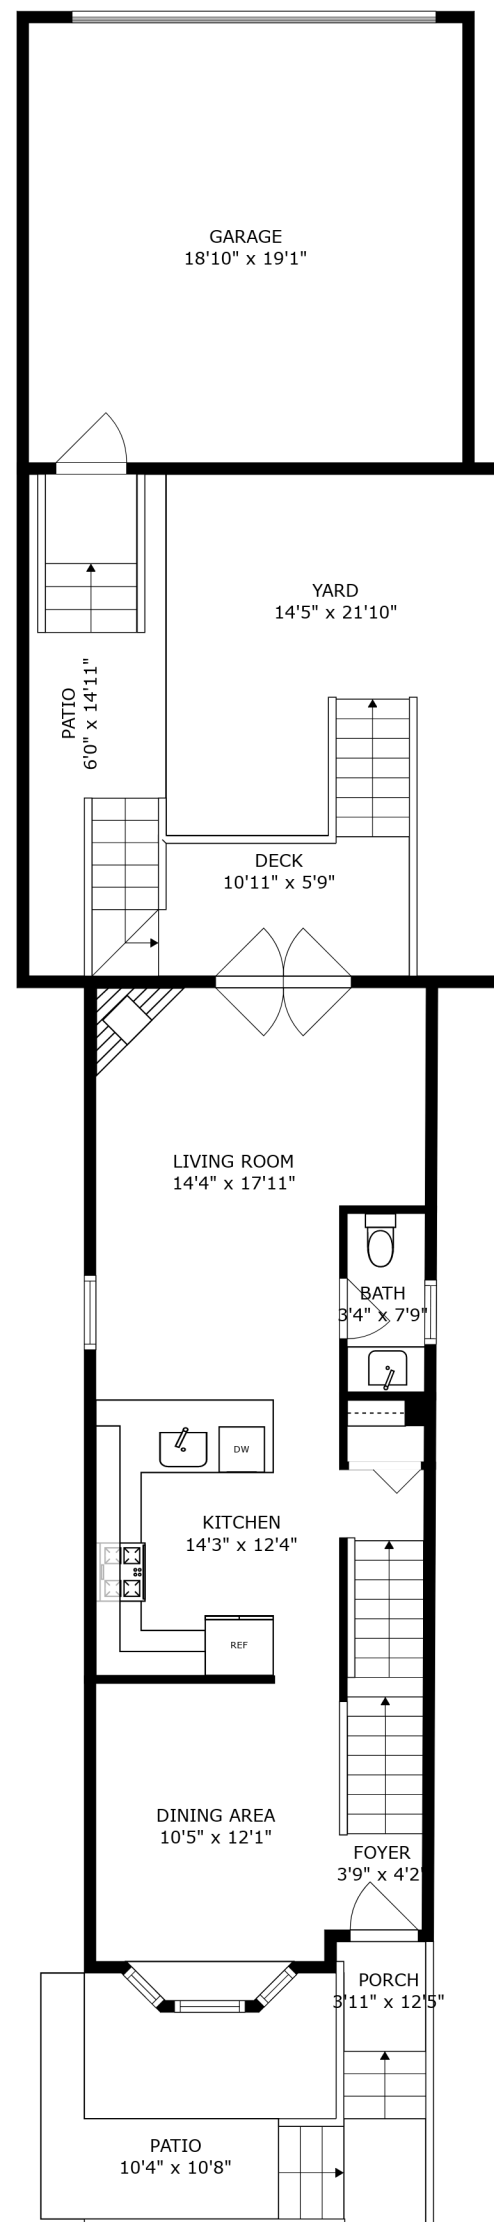 GARAGE
18'10" x 19'1"
YARD
14'5" x 21'10"
PATIO
6'0" x 14'11"
DECK
10'11" x 5'9"
LIVING ROOM
14'4" x 17'11"
BATH
3'4" x 7'9"
DW
KITCHEN
14'3" x 12'4"
REF
DINING AREA
10'5" x 12'1"
FOYER
3'9" x 4'2"
PORCH
3'11" x 12'5"
PATIO
10'4" x 10'8"